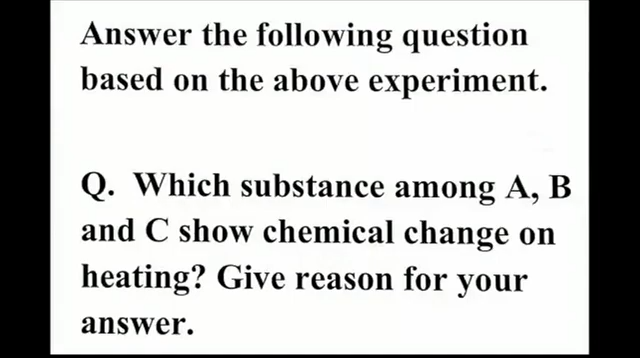 Answer the following question
based on the above experiment.
Q. Which substance among A, B
and C show chemical change on
heating? Give reason for your
answer.